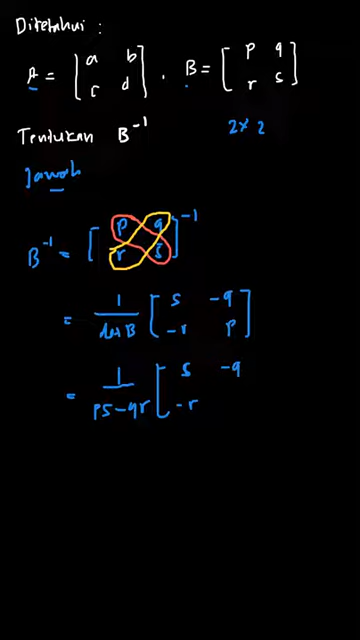 Diketahui :
A = [ a b ; c d ] , B = [ p q ; r s ]
Tentukan B⁻¹ 2×2
Jawab
B⁻¹ = [ p q ; r s ]⁻¹
= 1/det B [ s -q ; -r p ]
= 1/ps-qr [ s -q ; -r